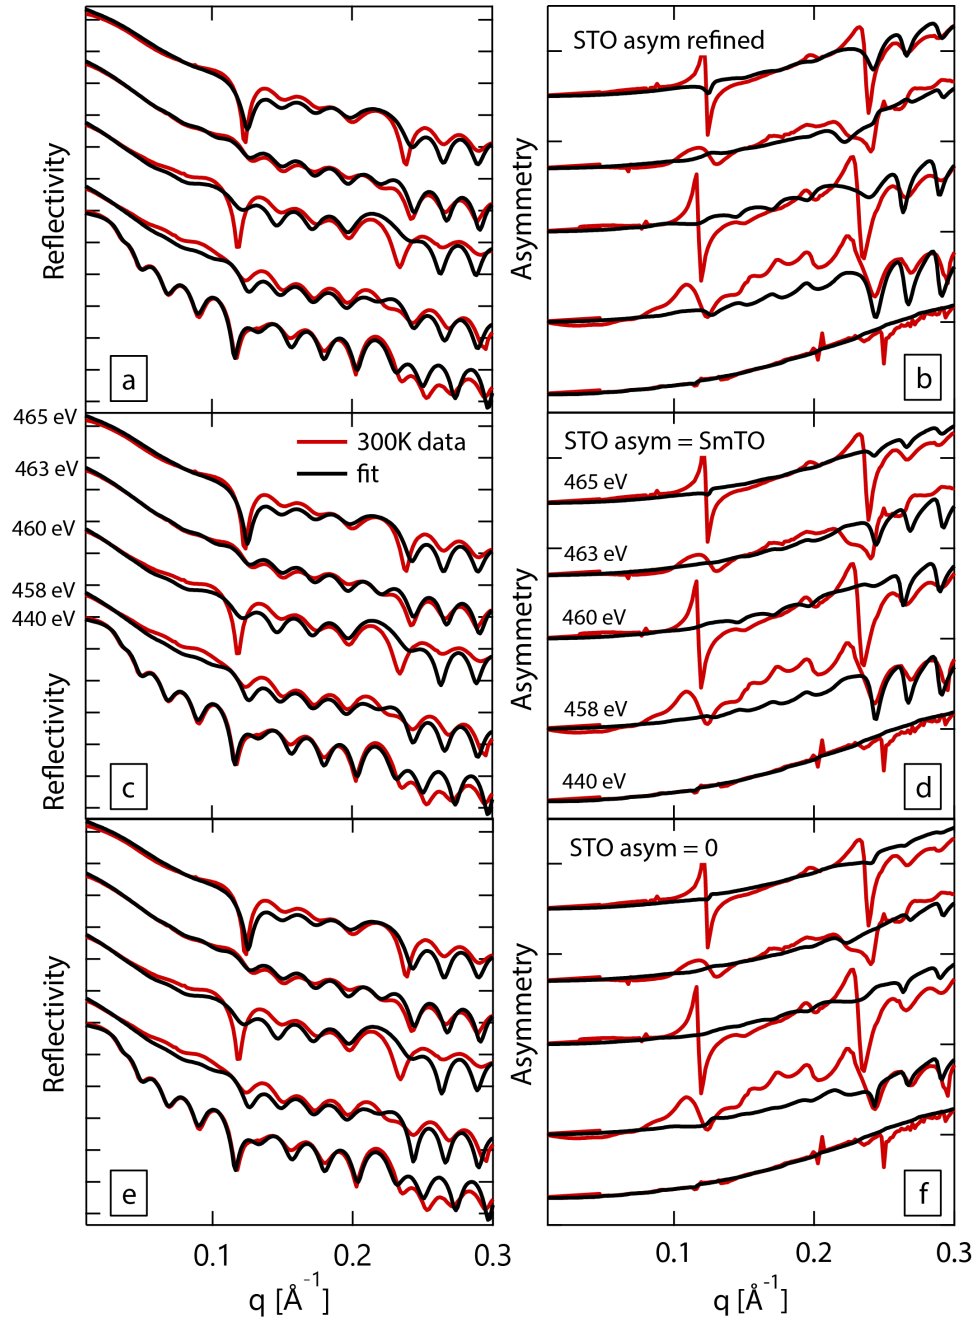 Reflectivity
a
Asymmetry
STO asym refined
b
465 eV
463 eV
460 eV
458 eV
440 eV
Reflectivity
300K data
fit
c
Asymmetry
STO asym = SmTO
465 eV
463 eV
460 eV
458 eV
440 eV
d
Reflectivity
e
Asymmetry
STO asym = 0
f
0.1
0.2
0.3
q [Å⁻¹]
0.1
0.2
0.3
q [Å⁻¹]